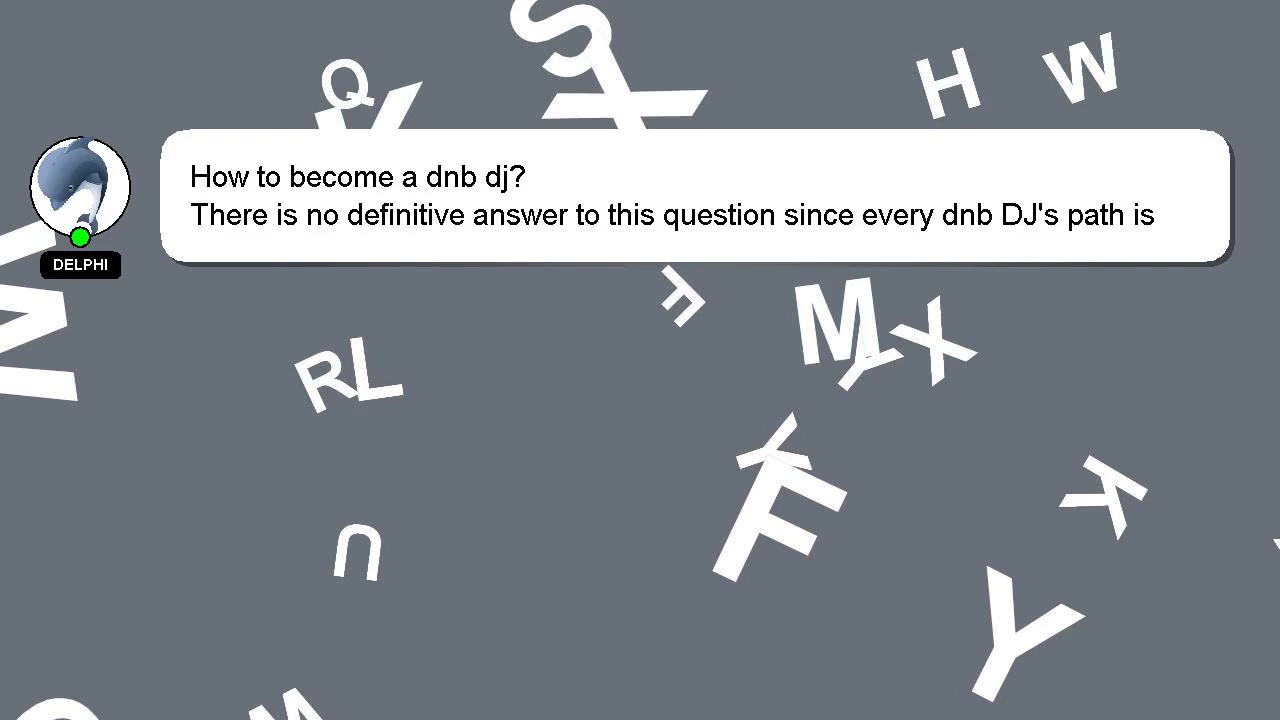 S
Q
H
W
How to become a dnb dj?
There is no definitive answer to this question since every dnb DJ's path is
DELPHI
F
M
X
R
L
Y
K
F
K
U
Y
M